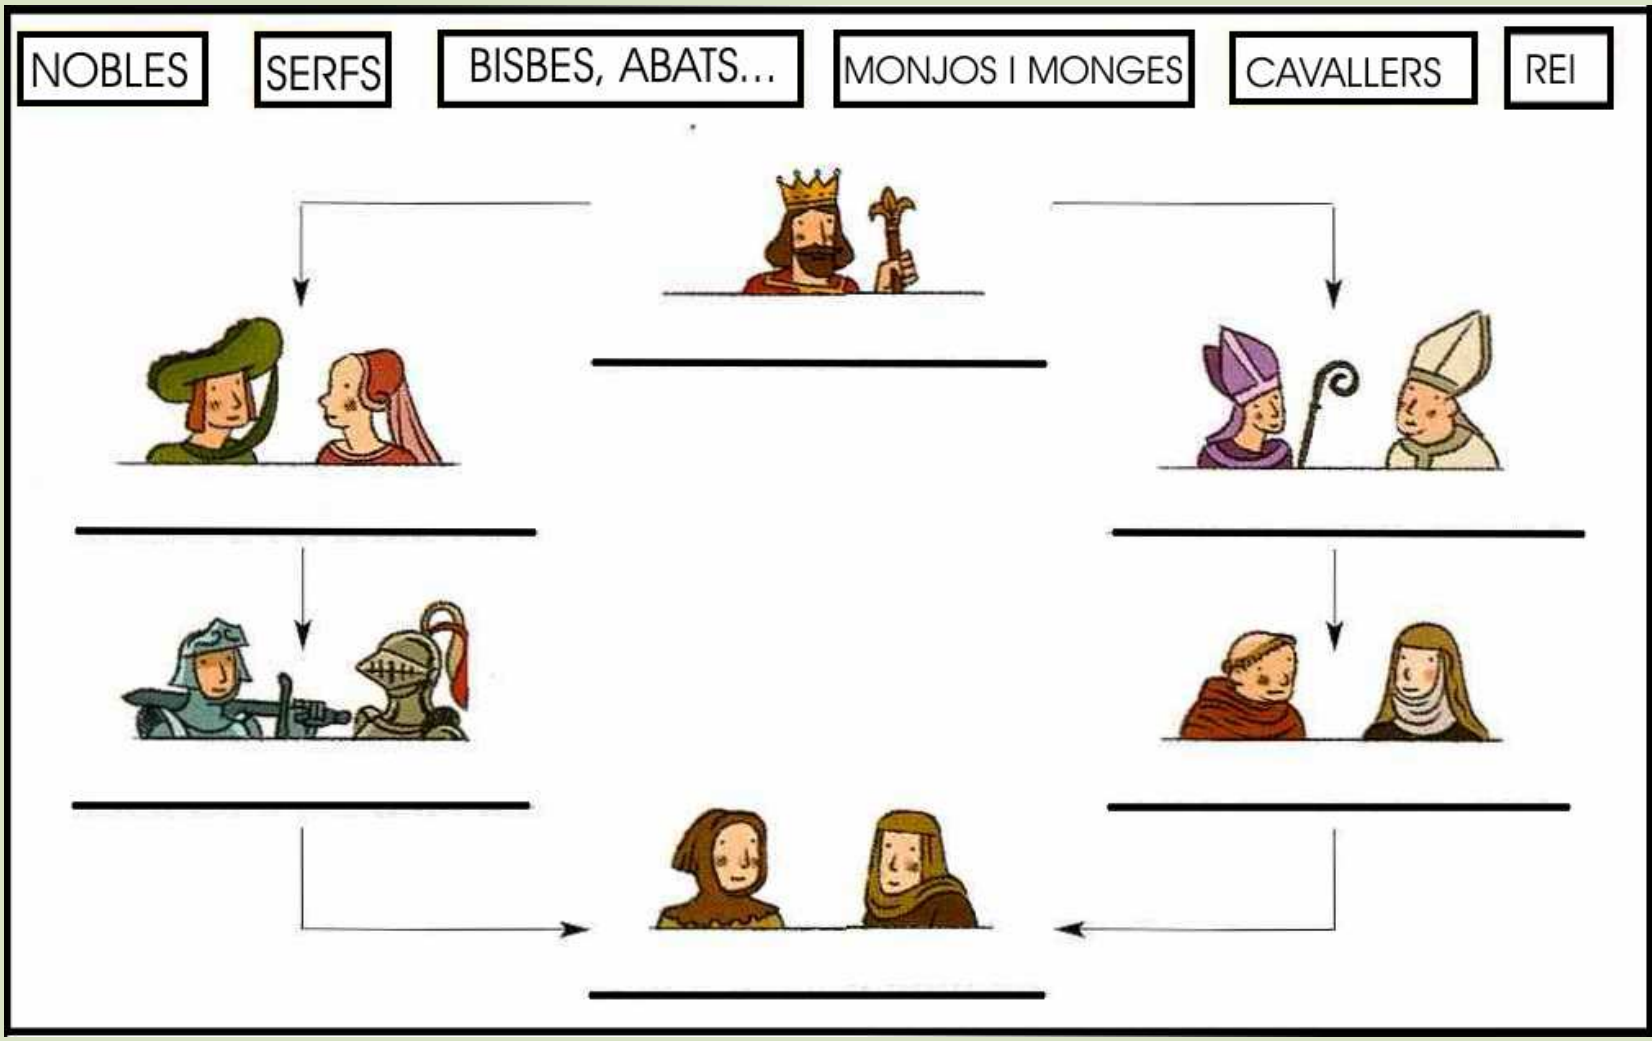 NOBLES
SERFS
BISBES, ABATS...
MONJOS I MONGES
CAVALLERS
REI